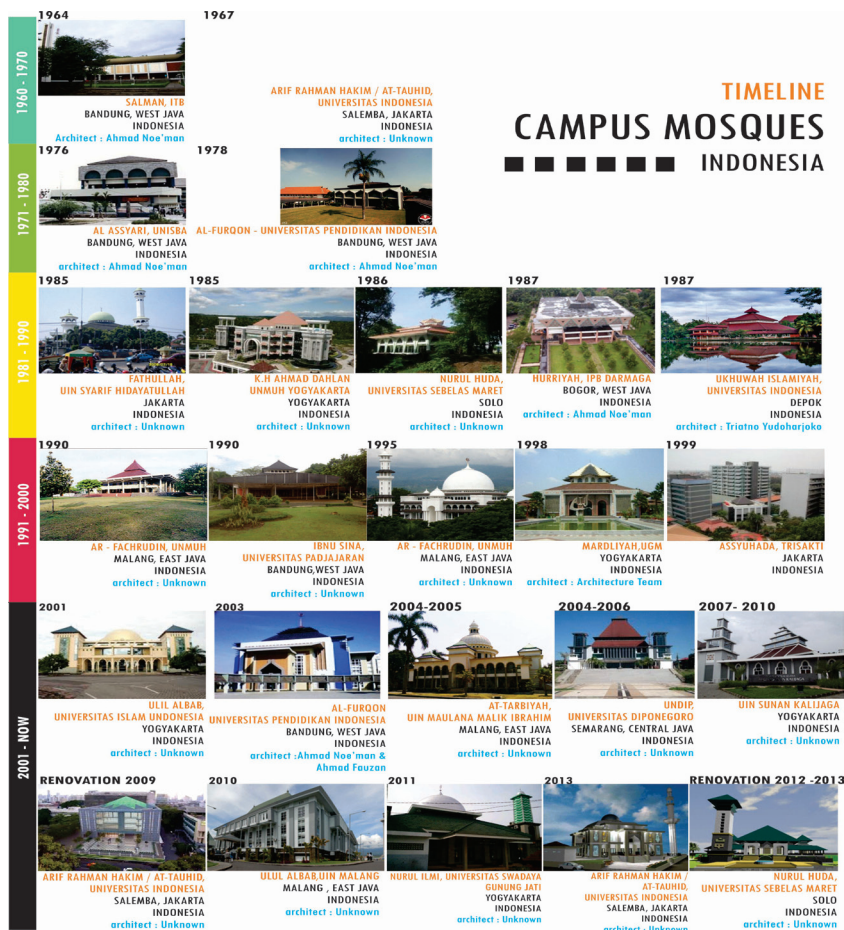 TIMELINE
CAMPUS MOSQUES
INDONESIA
1960 - 1970
1964
SALMAN, ITB
BANDUNG, WEST JAVA
INDONESIA
Architect : Ahmad Noe'man
1967
ARIF RAHMAN HAKIM / AT-TAUHID,
UNIVERSITAS INDONESIA
SALEMBA, JAKARTA
INDONESIA
architect : Unknown
1971 - 1980
1976
AL ASSYARI, UNISBA
BANDUNG, WEST JAVA
INDONESIA
architect : Ahmad Noe'man
1978
AL-FURQON - UNIVERSITAS PENDIDIKAN INDONESIA
BANDUNG, WEST JAVA
INDONESIA
architect : Ahmad Noe'man
1981 - 1990
1985
FATHULLAH,
UIN SYARIF HIDAYATULLAH
JAKARTA
INDONESIA
architect : Unknown
1985
K.H AHMAD DAHLAN
UNMUH YOGYAKARTA
YOGYAKARTA
INDONESIA
architect : Unknown
1986
NURUL HUDA,
UNIVERSITAS SEBELAS MARET
SOLO
INDONESIA
architect : Unknown
1987
HURRIYAH, IPB DARMAGA
BOGOR, WEST JAVA
INDONESIA
architect : Ahmad Noe'man
1987
UKHUWAH ISLAMIYAH,
UNIVERSITAS INDONESIA
DEPOK
INDONESIA
architect : Triatno Yudoharjoko
1991 - 2000
1990
AR - FACHRUDIN, UNMUH
MALANG, EAST JAVA
INDONESIA
architect : Unknown
1990
IBNU SINA,
UNIVERSITAS PADJAJARAN
BANDUNG,WEST JAVA
INDONESIA
architect : Unknown
1995
AR - FACHRUDIN, UNMUH
MALANG, EAST JAVA
INDONESIA
architect : Unknown
1998
MARDLIYAH,UGM
YOGYAKARTA
INDONESIA
architect : Architecture Team
1999
ASSYUHADA, TRISAKTI
JAKARTA
INDONESIA
2001 - NOW
2001
ULIL ALBAB,
UNIVERSITAS ISLAM UNDONESIA
YOGYAKARTA
INDONESIA
architect : Unknown
2003
AL-FURQON
UNIVERSITAS PENDIDIKAN INDONESIA
BANDUNG, WEST JAVA
INDONESIA
architect :Ahmad Noe'man &
Ahmad Fauzan
2004-2005
AT-TARBIYAH,
UIN MAULANA MALIK IBRAHIM
MALANG, EAST JAVA
INDONESIA
architect : Unknown
2004-2006
UNDIP,
UNIVERSITAS DIPONEGORO
SEMARANG, CENTRAL JAVA
INDONESIA
architect : Unknown
2007- 2010
UIN SUNAN KALIJAGA
YOGYAKARTA
INDONESIA
architect : Unknown
RENOVATION 2009
ARIF RAHMAN HAKIM / AT-TAUHID,
UNIVERSITAS INDONESIA
SALEMBA, JAKARTA
INDONESIA
architect : Unknown
2010
ULUL ALBAB,UIN MALANG
MALANG , EAST JAVA
INDONESIA
architect : Unknown
2011
NURUL ILMI, UNIVERSITAS SWADAYA
GUNUNG JATI
YOGYAKARTA
INDONESIA
architect : Unknown
2013
ARIF RAHMAN HAKIM /
AT-TAUHID,
UNIVERSITAS INDONESIA
SALEMBA, JAKARTA
INDONESIA
architect : Unknown
RENOVATION 2012 -2013
NURUL HUDA,
UNIVERSITAS SEBELAS MARET
SOLO
INDONESIA
architect : Unknown